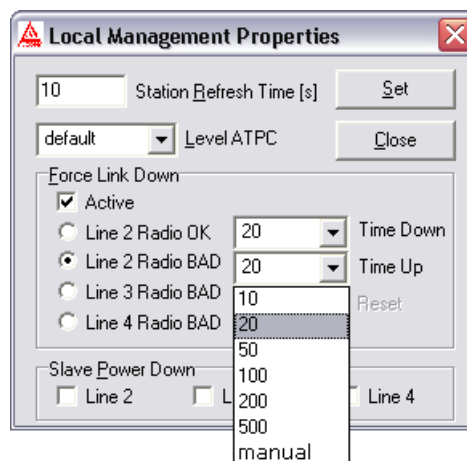 Local Management Properties
10 Station Refresh Time [s] Set
default Level ATPC Close
Force Link Down
Active
Line 2 Radio OK 20 Time Down
Line 2 Radio BAD 20 Time Up
Line 3 Radio BAD 10 Reset
Line 4 Radio BAD 20
50
Slave Power Down 100
Line 2 L 200 Line 4
500
manual